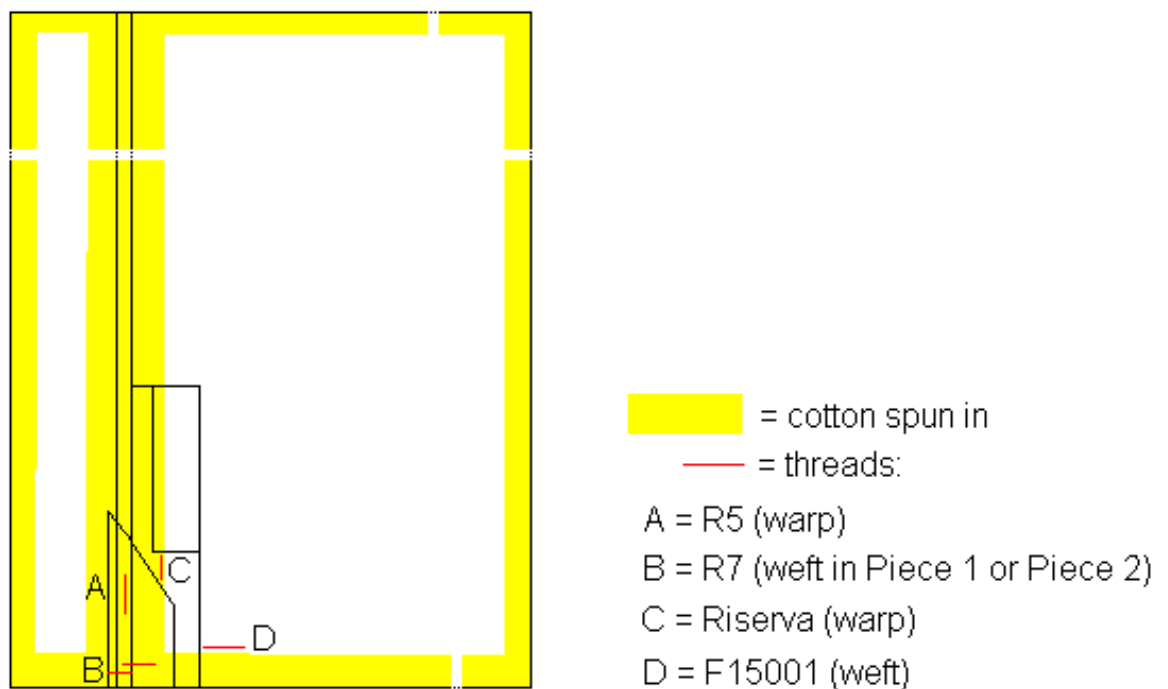 A
C
D
B
= cotton spun in
= threads:
A = R5 (warp)
B = R7 (weft in Piece 1 or Piece 2)
C = Riserva (warp)
D = F15001 (weft)